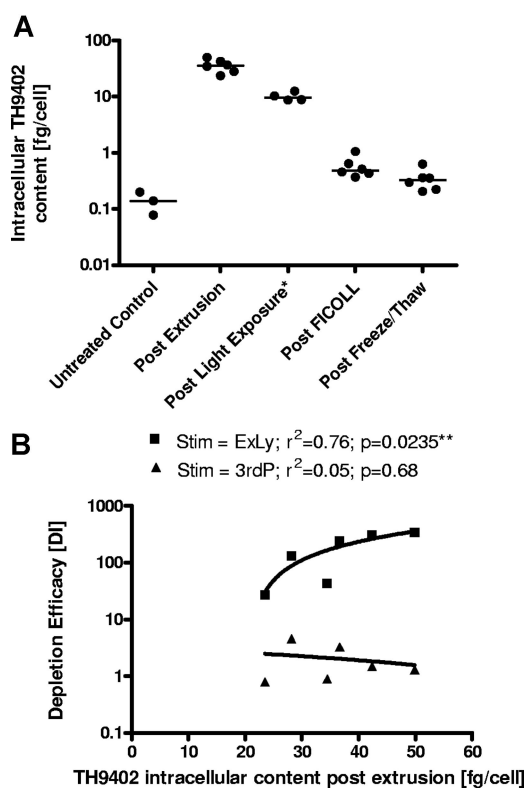 A
Intracellular TH9402
content [fg/cell]
100
10
1
0.1
0.01
Untreated Control
Post Extrusion
Post Light Exposure*
Post FICOLL
Post Freeze/Thaw
B
Stim = ExLy; r²=0.76; p=0.0235**
Stim = 3rdP; r²=0.05; p=0.68
Depletion Efficacy [DI]
1000
100
10
1
0.1
0 10 20 30 40 50 60
TH9402 intracellular content post extrusion [fg/cell]